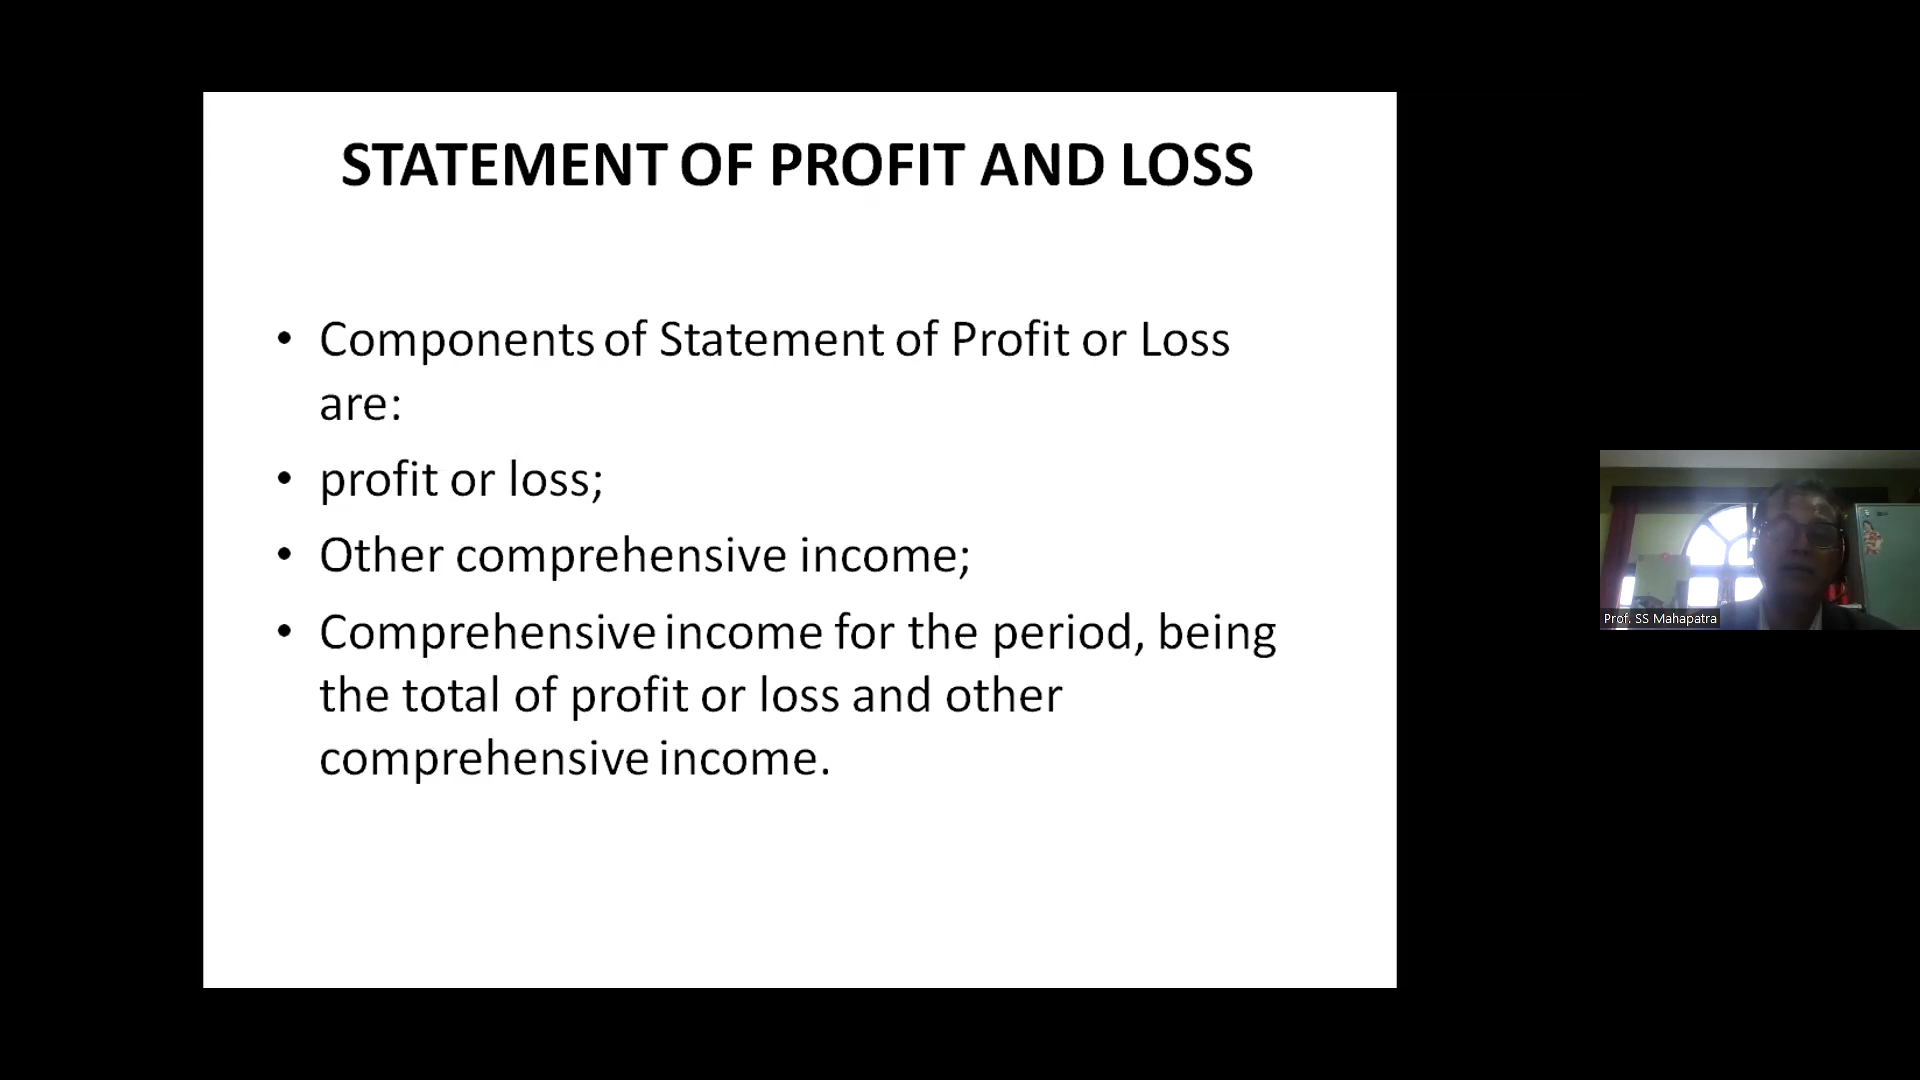 STATEMENT OF PROFIT AND LOSS
• Components of Statement of Profit or Loss
are:
• profit or loss;
• Other comprehensive income;
• Comprehensive income for the period, being
the total of profit or loss and other
comprehensive income.
Prof. SS Mahapatra